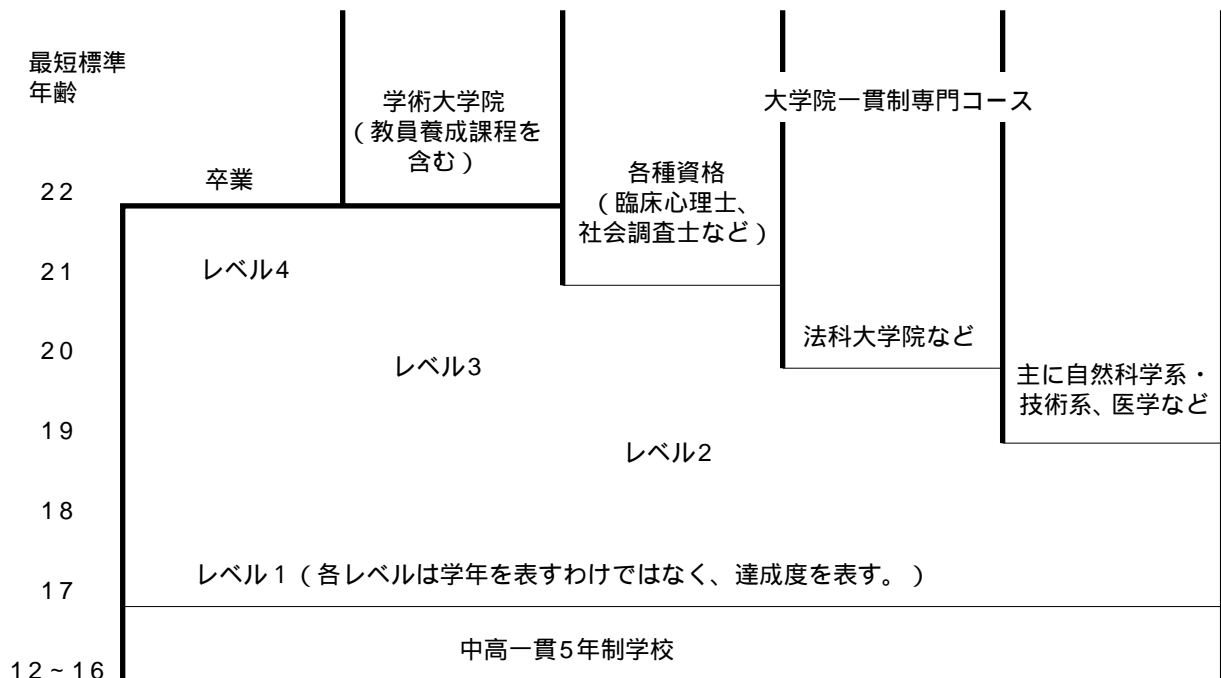 最短標準
年齢
学術大学院
(教員養成課程を
含む)
大学院一貫制専門コース
22
卒業
各種資格
(臨床心理士、
社会調査士など)
21
レベル4
20
レベル3
法科大学院など
主に自然科学系・
技術系、医学など
19
レベル2
18
17
レベル1(各レベルは学年を表すわけではなく、達成度を表す。)
中高一貫5年制学校
12~16